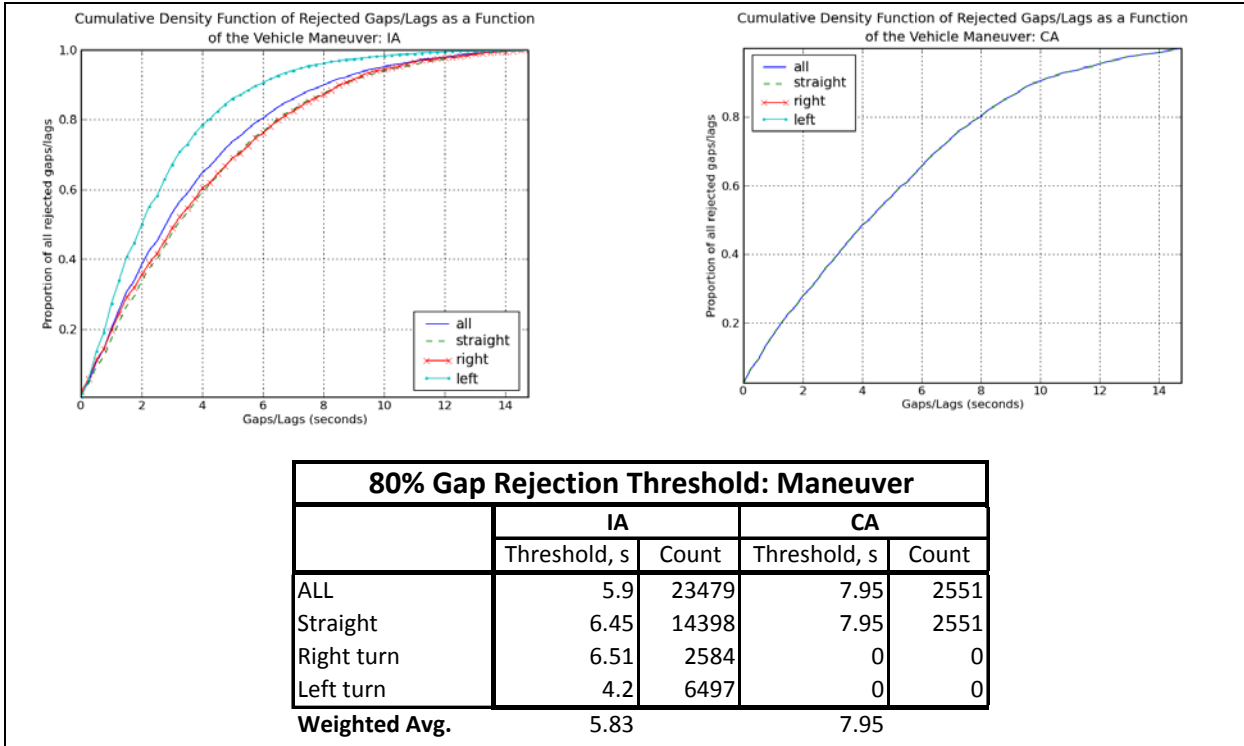 Cumulative Density Function of Rejected Gaps/Lags as a Function
of the Vehicle Maneuver: IA
1.0
0.8
0.6
0.4
0.2
Proportion of all rejected gaps/lags
all
straight
right
left
0 2 4 6 8 10 12 14
Gaps/Lags (seconds)
Cumulative Density Function of Rejected Gaps/Lags as a Function
of the Vehicle Maneuver: CA
all
straight
right
left
0.8
0.6
0.4
0.2
Proportion of all rejected gaps/lags
0 2 4 6 8 10 12 14
Gaps/Lags (seconds)
80% Gap Rejection Threshold: Maneuver
IA CA
Threshold, s Count Threshold, s Count
ALL 5.9 23479 7.95 2551
Straight 6.45 14398 7.95 2551
Right turn 6.51 2584 0 0
Left turn 4.2 6497 0 0
Weighted Avg. 5.83 7.95